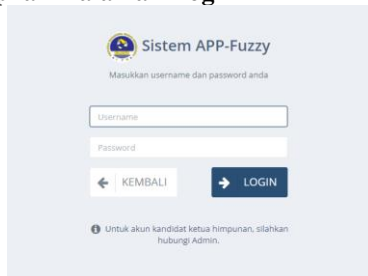 Sistem APP-Fuzzy
Masukkan username dan password anda
Username
Password
KEMBALI
LOGIN
Untuk akun kandidat ketua himpunan, silahkan
hubungi Admin.